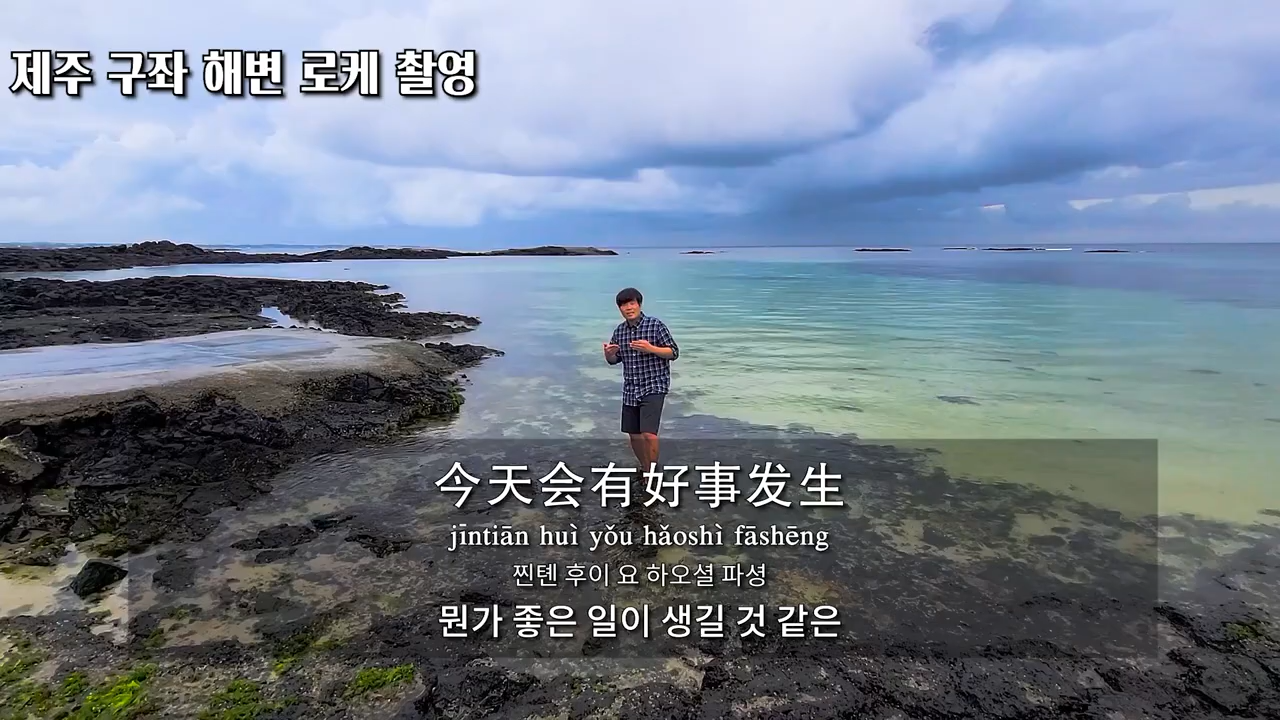 제주 구좌 해변 로케 촬영
今天会有好事发生
jīntiān huì yǒu hǎoshì fāshēng
찐톈 후이 요 하오셜 파셩
뭔가 좋은 일이 생길 것 같은